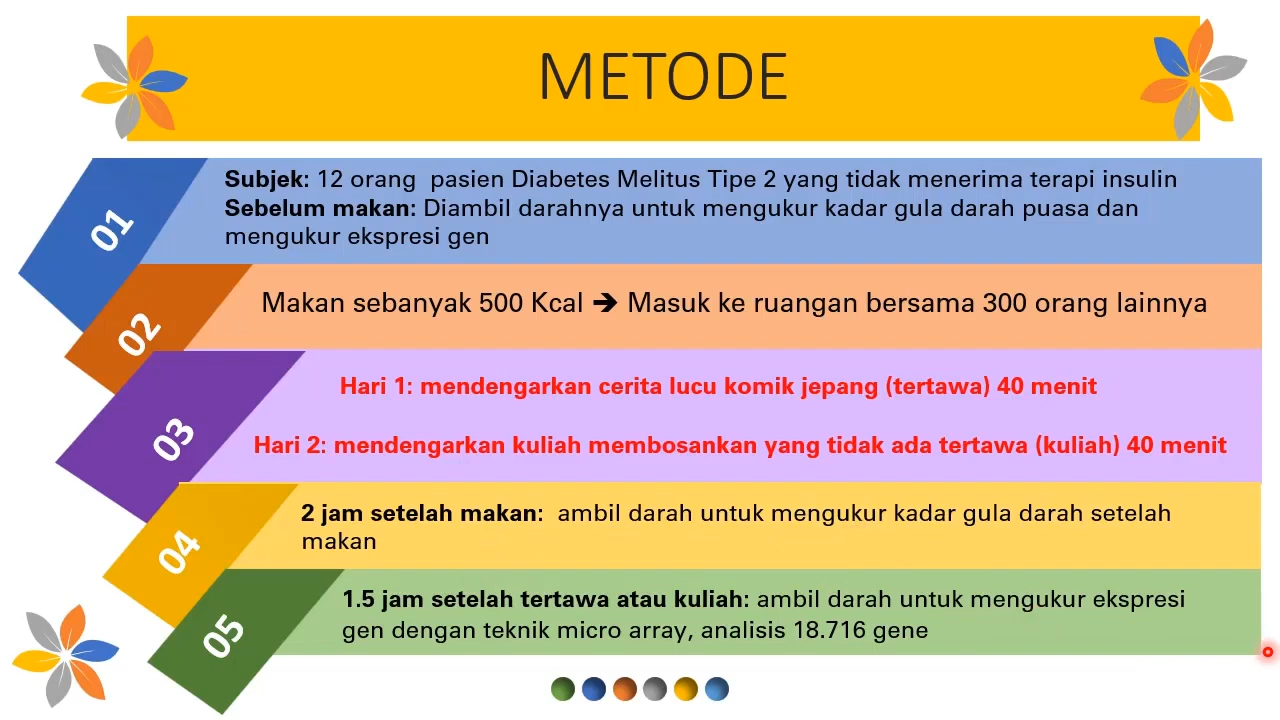 METODE
01
Subjek: 12 orang pasien Diabetes Melitus Tipe 2 yang tidak menerima terapi insulin
Sebelum makan: Diambil darahnya untuk mengukur kadar gula darah puasa dan
mengukur ekspresi gen
02
Makan sebanyak 500 Kcal ➔ Masuk ke ruangan bersama 300 orang lainnya
03
Hari 1: mendengarkan cerita lucu komik jepang (tertawa) 40 menit
Hari 2: mendengarkan kuliah membosankan yang tidak ada tertawa (kuliah) 40 menit
04
2 jam setelah makan: ambil darah untuk mengukur kadar gula darah setelah
makan
05
1.5 jam setelah tertawa atau kuliah: ambil darah untuk mengukur ekspresi
gen dengan teknik micro array, analisis 18.716 gene